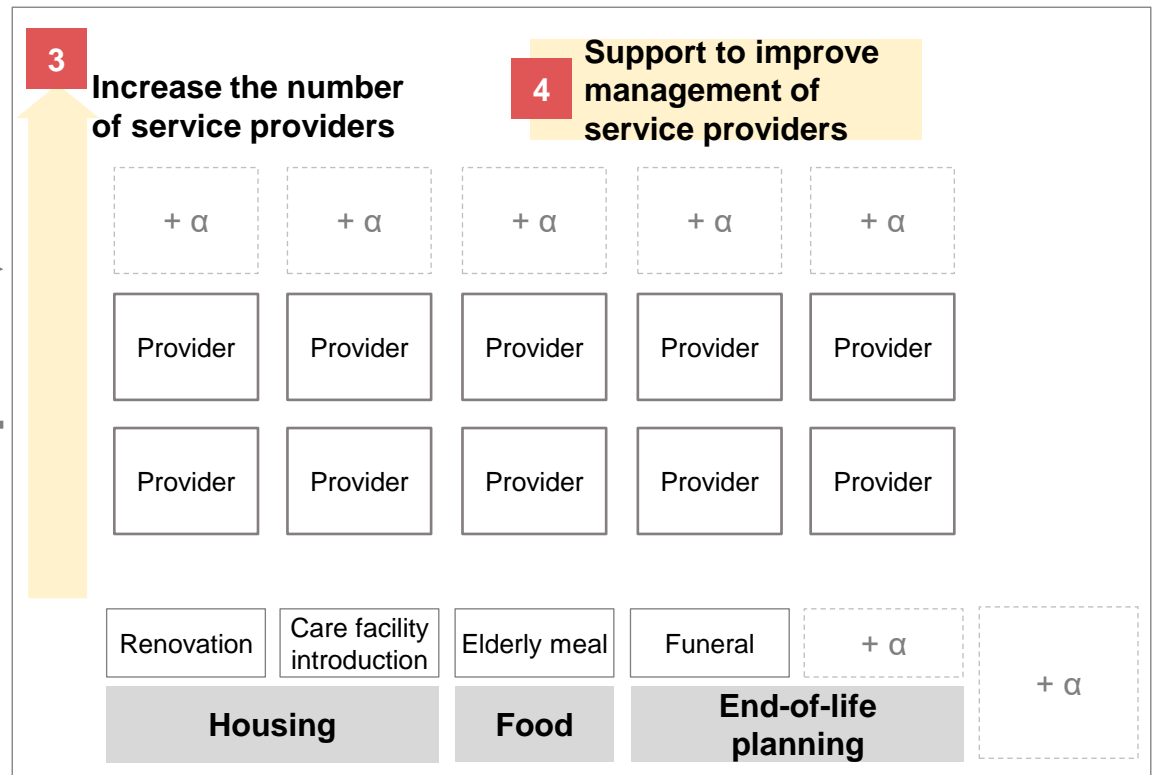 3
Increase the number
of service providers
4
Support to improve
management of
service providers
+ α
+ α
+ α
+ α
+ α
Provider
Provider
Provider
Provider
Provider
Provider
Provider
Provider
Provider
Provider
Renovation
Care facility
introduction
Elderly meal
Funeral
+ α
+ α
Housing
Food
End-of-life
planning